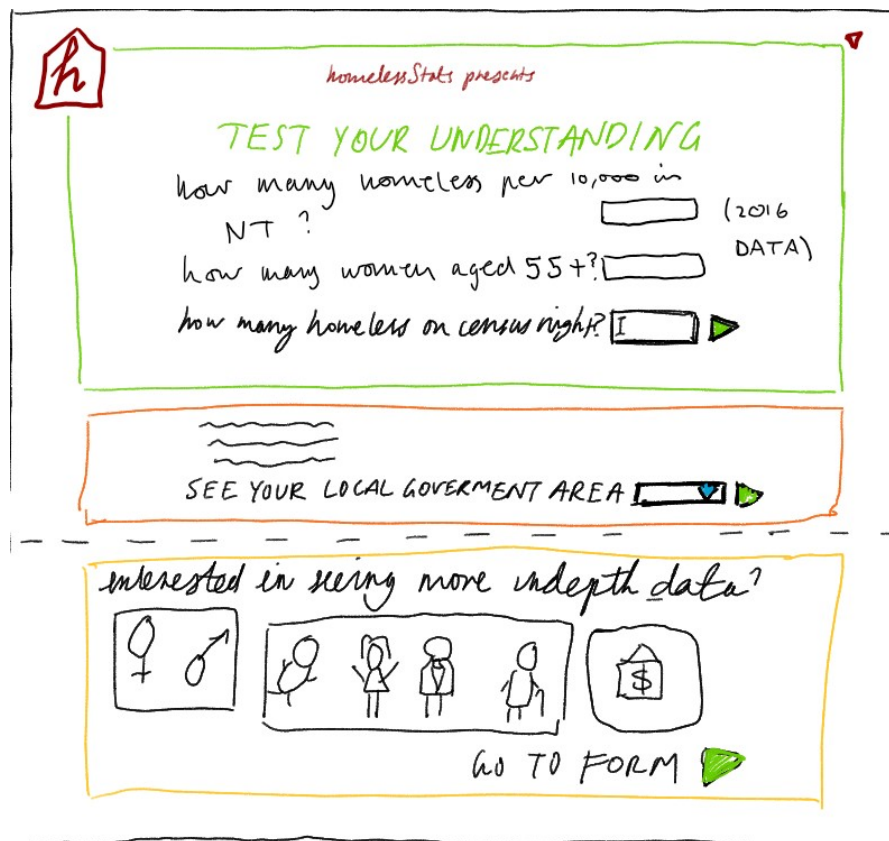 h
homelessStats presents
TEST YOUR UNDERSTANDING
how many homeless per 10,000 in
NT ?
(2016
DATA)
how many women aged 55+?
how many homeless on census night?
I
SEE YOUR LOCAL GOVERMENT AREA
interested in seeing more indepth data?
$
GO TO FORM